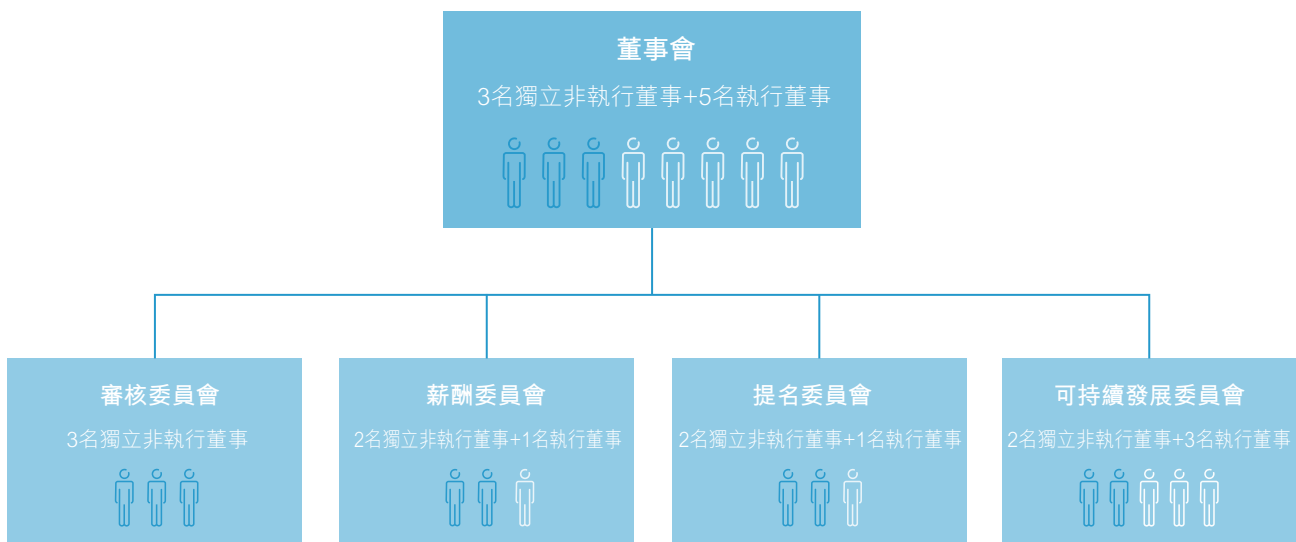 董事會
3名獨立非執行董事+5名執行董事
審核委員會
3名獨立非執行董事
薪酬委員會
2名獨立非執行董事+1名執行董事
提名委員會
2名獨立非執行董事+1名執行董事
可持續發展委員會
2名獨立非執行董事+3名執行董事